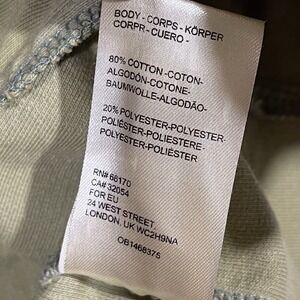 BODY - CORPS - KÖRPER
CORPR - CUERO -
80% COTTON -COTON-
ALGODÓN-COTONE-
BAUMWOLLE-ALGODÃO-
20% POLYESTER-POLYESTER-
POLIÉSTER-POLIESTERE-
POLYESTER-POLIÉSTER
RN# 66170
CA# 32054
FOR EU
24 WEST STREET
LONDON, UK WC2H9NA
OB1468375